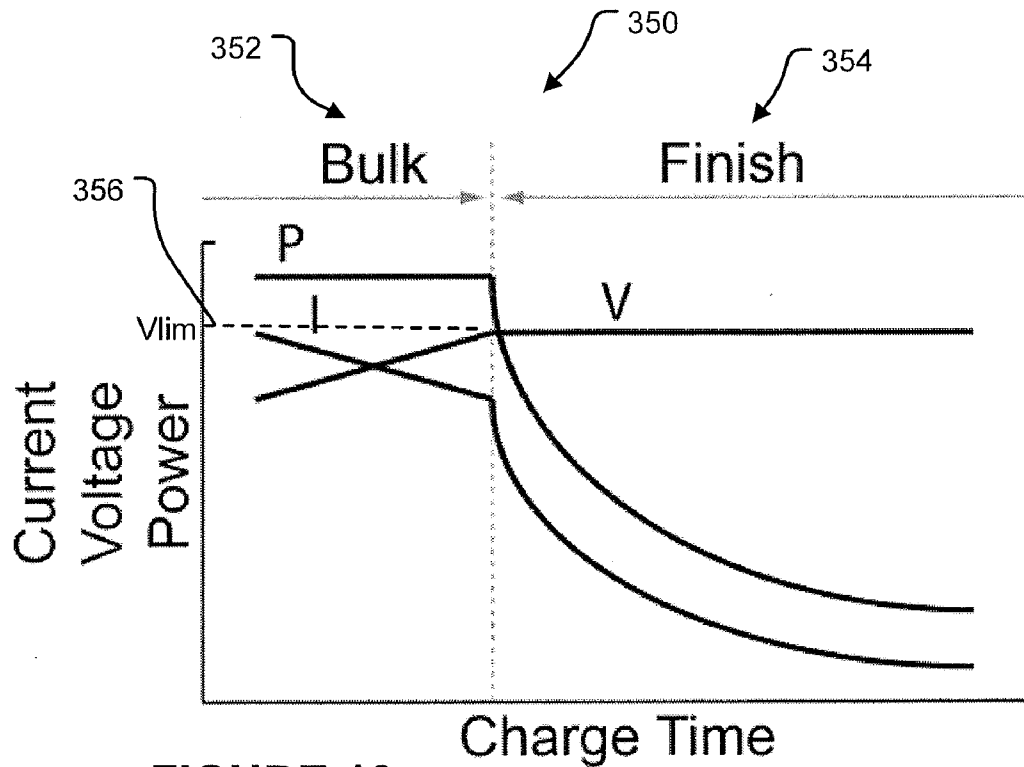 352
350
354
Bulk
Finish
356
P
I
V
Vlim
Current
Voltage
Power
Charge Time